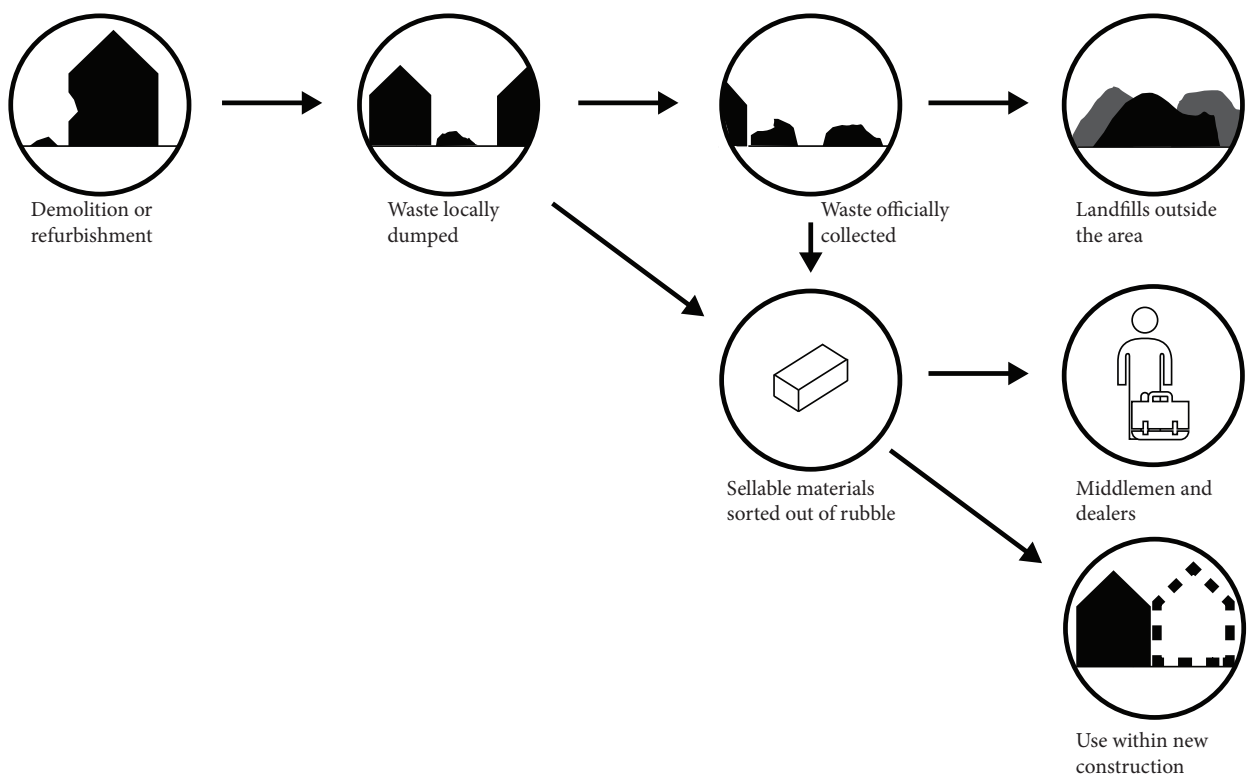 Demolition or
refurbishment
Waste locally
dumped
Waste officially
collected
Landfills outside
the area
Sellable materials
sorted out of rubble
Middlemen and
dealers
Use within new
construction